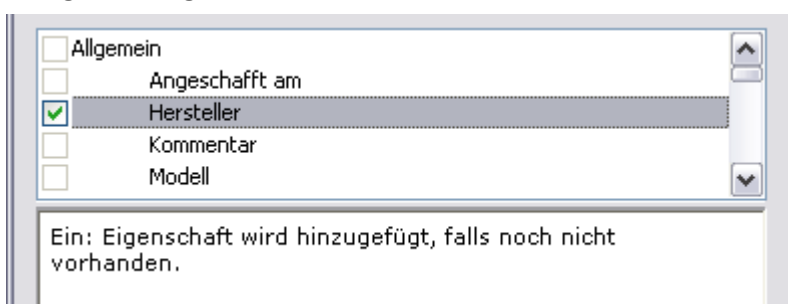 Allgemein
Angeschafft am
Hersteller
Kommentar
Modell
Ein: Eigenschaft wird hinzugefügt, falls noch nicht
vorhanden.